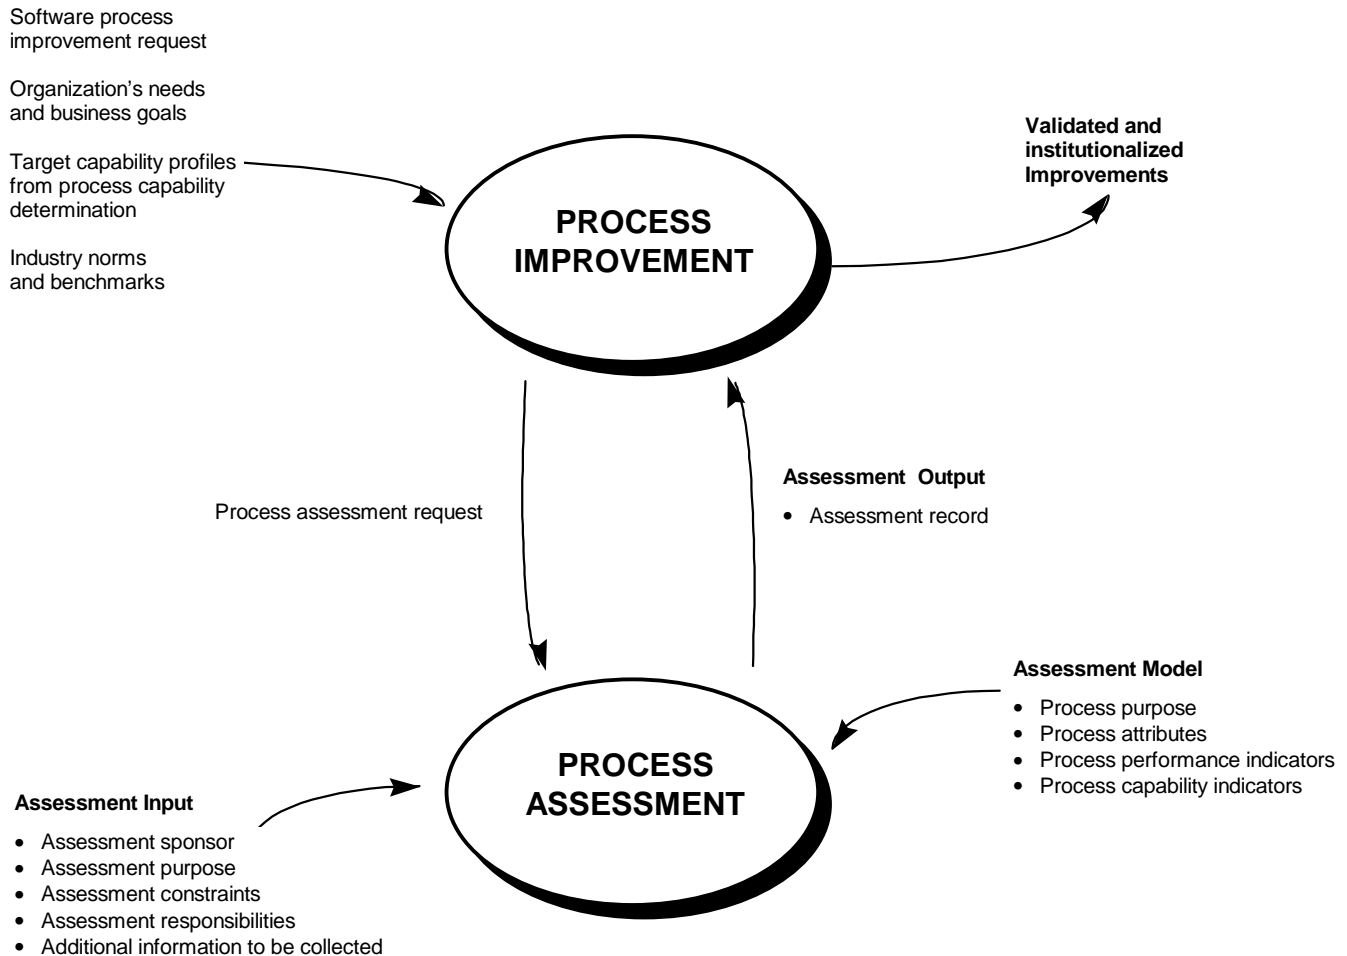 Software process
improvement request
Organization’s needs
and business goals
Target capability profiles
from process capability
determination
Industry norms
and benchmarks
PROCESS
IMPROVEMENT
Validated and
institutionalized
Improvements
Process assessment request
Assessment  Output
• Assessment record
Assessment Model
• Process purpose
• Process attributes
• Process performance indicators
• Process capability indicators
PROCESS
ASSESSMENT
Assessment Input
• Assessment sponsor
• Assessment purpose
• Assessment constraints
• Assessment responsibilities
• Additional information to be collected